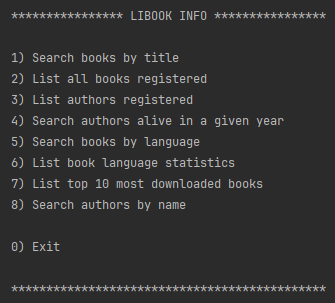 **************** LIBOOK INFO ****************
1) Search books by title
2) List all books registered
3) List authors registered
4) Search authors alive in a given year
5) Search books by language
6) List book language statistics
7) List top 10 most downloaded books
8) Search authors by name
0) Exit
*********************************************